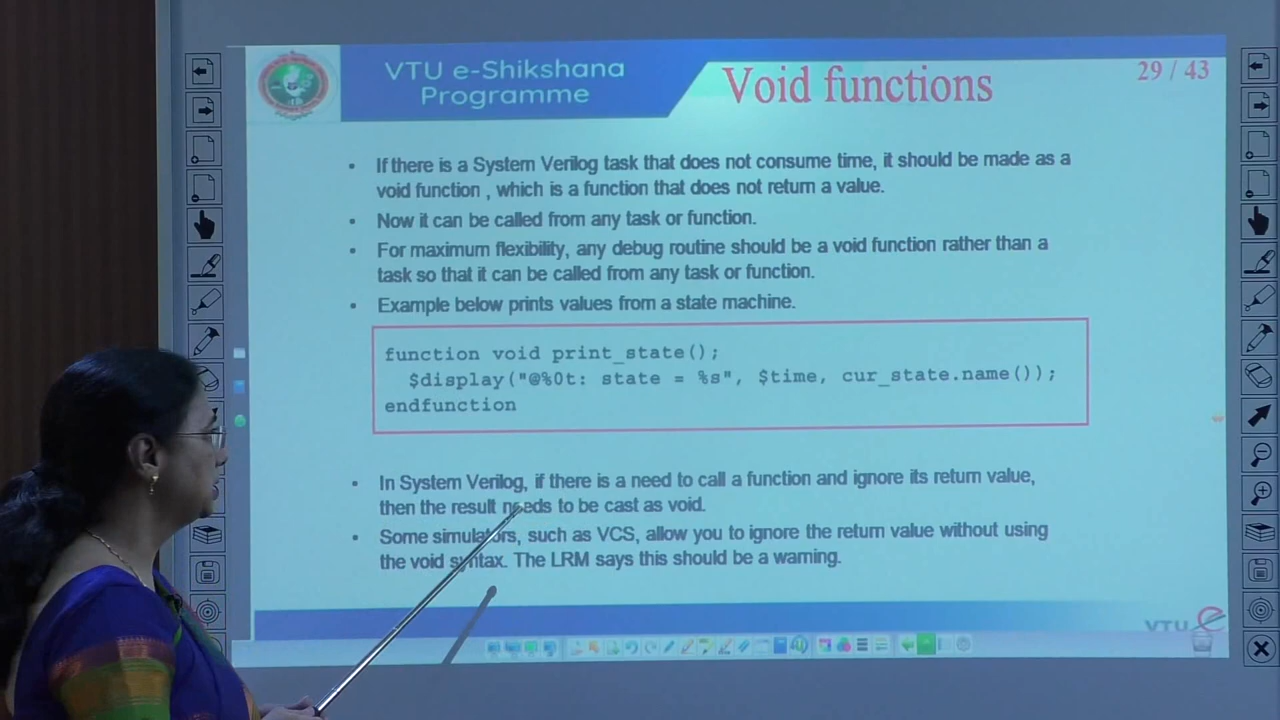 VTU e-Shikshana
Programme
Void functions
29 / 43
• If there is a System Verilog task that does not consume time, it should be made as a
void function , which is a function that does not return a value.
• Now it can be called from any task or function.
• For maximum flexibility, any debug routine should be a void function rather than a
task so that it can be called from any task or function.
• Example below prints values from a state machine.
function void print_state();
$display("@%0t: state = %s", $time, cur_state.name());
endfunction
• In System Verilog, if there is a need to call a function and ignore its return value,
then the result needs to be cast as void.
• Some simulators, such as VCS, allow you to ignore the return value without using
the void syntax. The LRM says this should be a warning.
VTU e